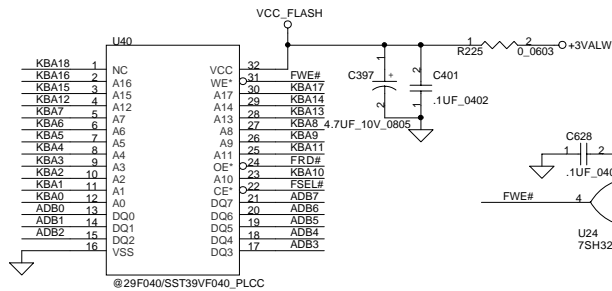 VCC_FLASH
U40
KBA18 1 NC VCC 32
KBA16 2 A16 WE* 31 FWE#
KBA15 3 A15 A17 30 KBA17
KBA12 4 A12 A14 29 KBA14
KBA7 5 A7 A13 28 KBA13
KBA6 6 A6 A8 27 KBA8
KBA5 7 A5 A9 26 KBA9
KBA4 8 A4 A11 25 KBA11
KBA3 9 A3 OE* 24 FRD#
KBA2 10 A2 A10 23 KBA10
KBA1 11 A1 CE* 22 FSEL#
KBA0 12 A0 DQ7 21 ADB7
ADB0 13 DQ0 DQ6 20 ADB6
ADB1 14 DQ1 DQ5 19 ADB5
ADB2 15 DQ2 DQ4 18 ADB4
16 VSS DQ3 17 ADB3
@29F040/SST39VF040_PLCC
1 2 +3VALW
R225 0_0603
1 + 2
C397
4.7UF_10V_0805
1 2
C401
.1UF_0402
C628
1 2
.1UF_040
FWE# 4
U24
7SH32